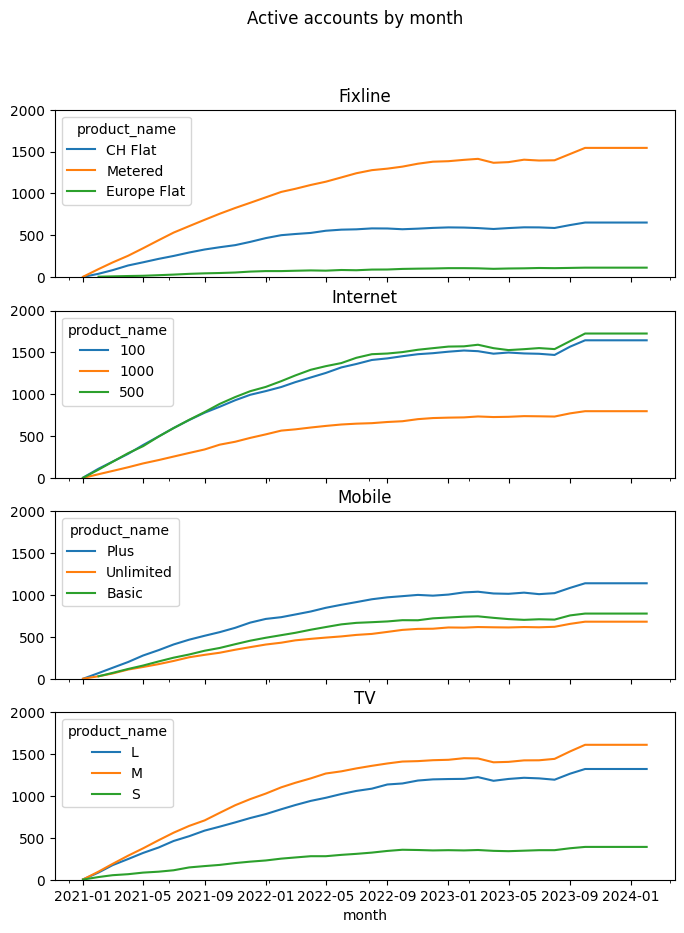 Active accounts by month
Fixline
2000
1500
1000
500
0
product_name
CH Flat
Metered
Europe Flat
Internet
2000
1500
1000
500
0
product_name
100
1000
500
Mobile
2000
1500
1000
500
0
product_name
Plus
Unlimited
Basic
TV
2000
1500
1000
500
0
product_name
L
M
S
2021-01 2021-05 2021-09 2022-01 2022-05 2022-09 2023-01 2023-05 2023-09 2024-01
month